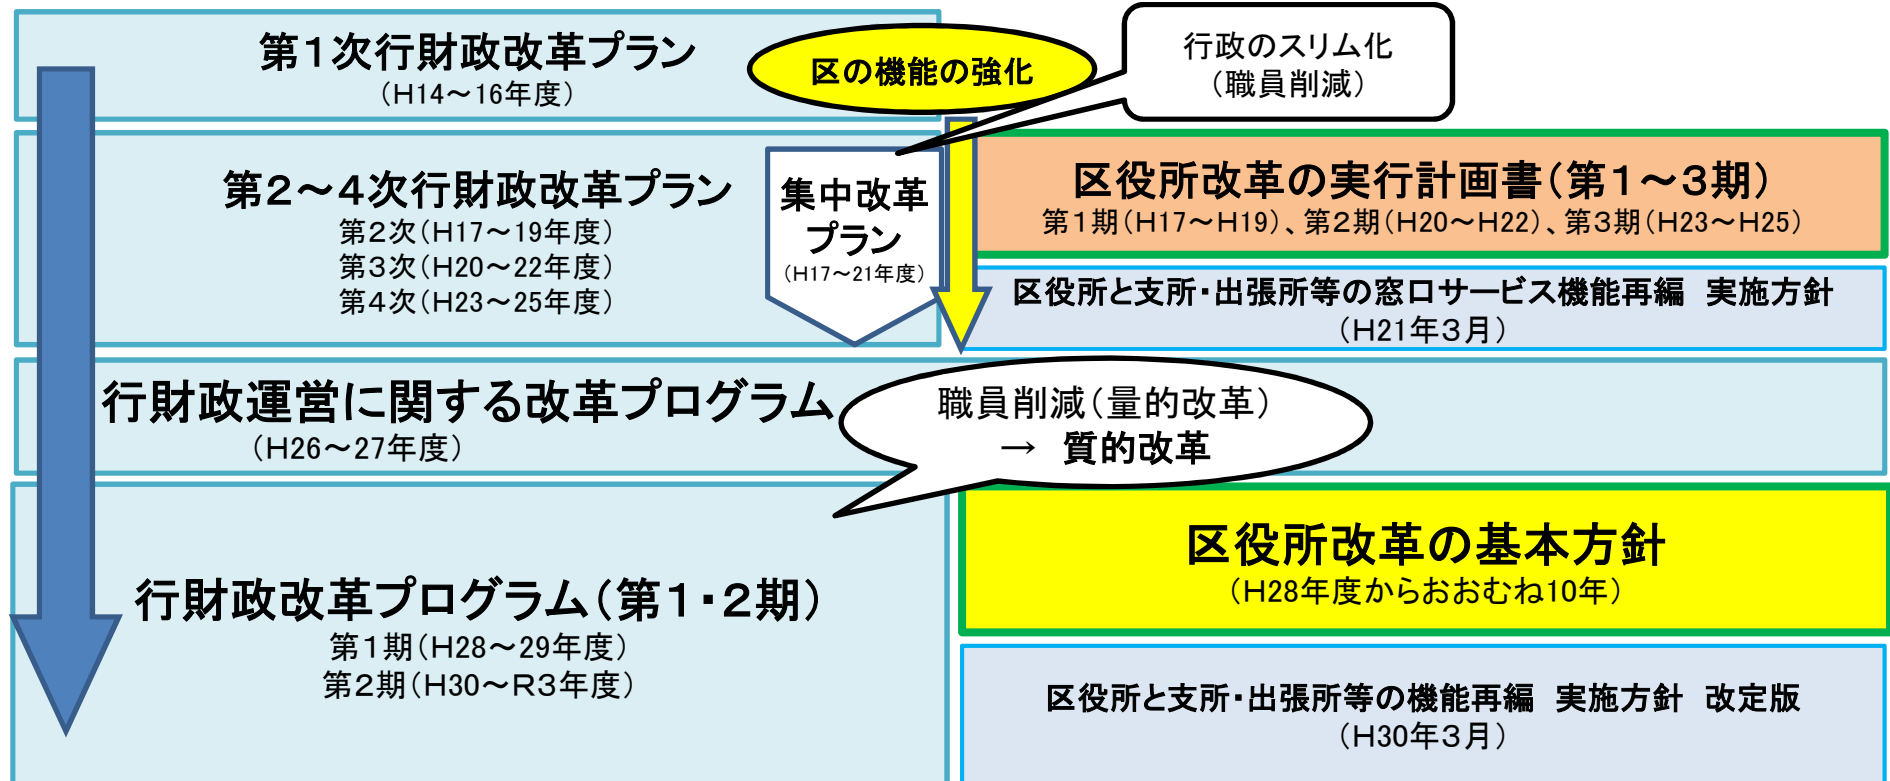 第１次行財政改革プラン
（H14～16年度）
区の機能の強化
行政のスリム化
（職員削減）
第２～４次行財政改革プラン
第２次（H17～19年度）
第３次（H20～22年度）
第４次（H23～25年度）
集中改革
プラン
（H17～21年度）
区役所改革の実行計画書（第１～３期）
第１期（H17～H19）、第２期（H20～H22）、第３期（H23～H25）
区役所と支所・出張所等の窓口サービス機能再編　実施方針
（H21年３月）
行財政運営に関する改革プログラム
（H26～27年度）
職員削減（量的改革）
→　質的改革
行財政改革プログラム（第１・２期）
第１期（H28～29年度）
第２期（H30～R３年度）
区役所改革の基本方針
（H28年度からおおむね10年）
区役所と支所・出張所等の機能再編　実施方針　改定版
（H30年３月）